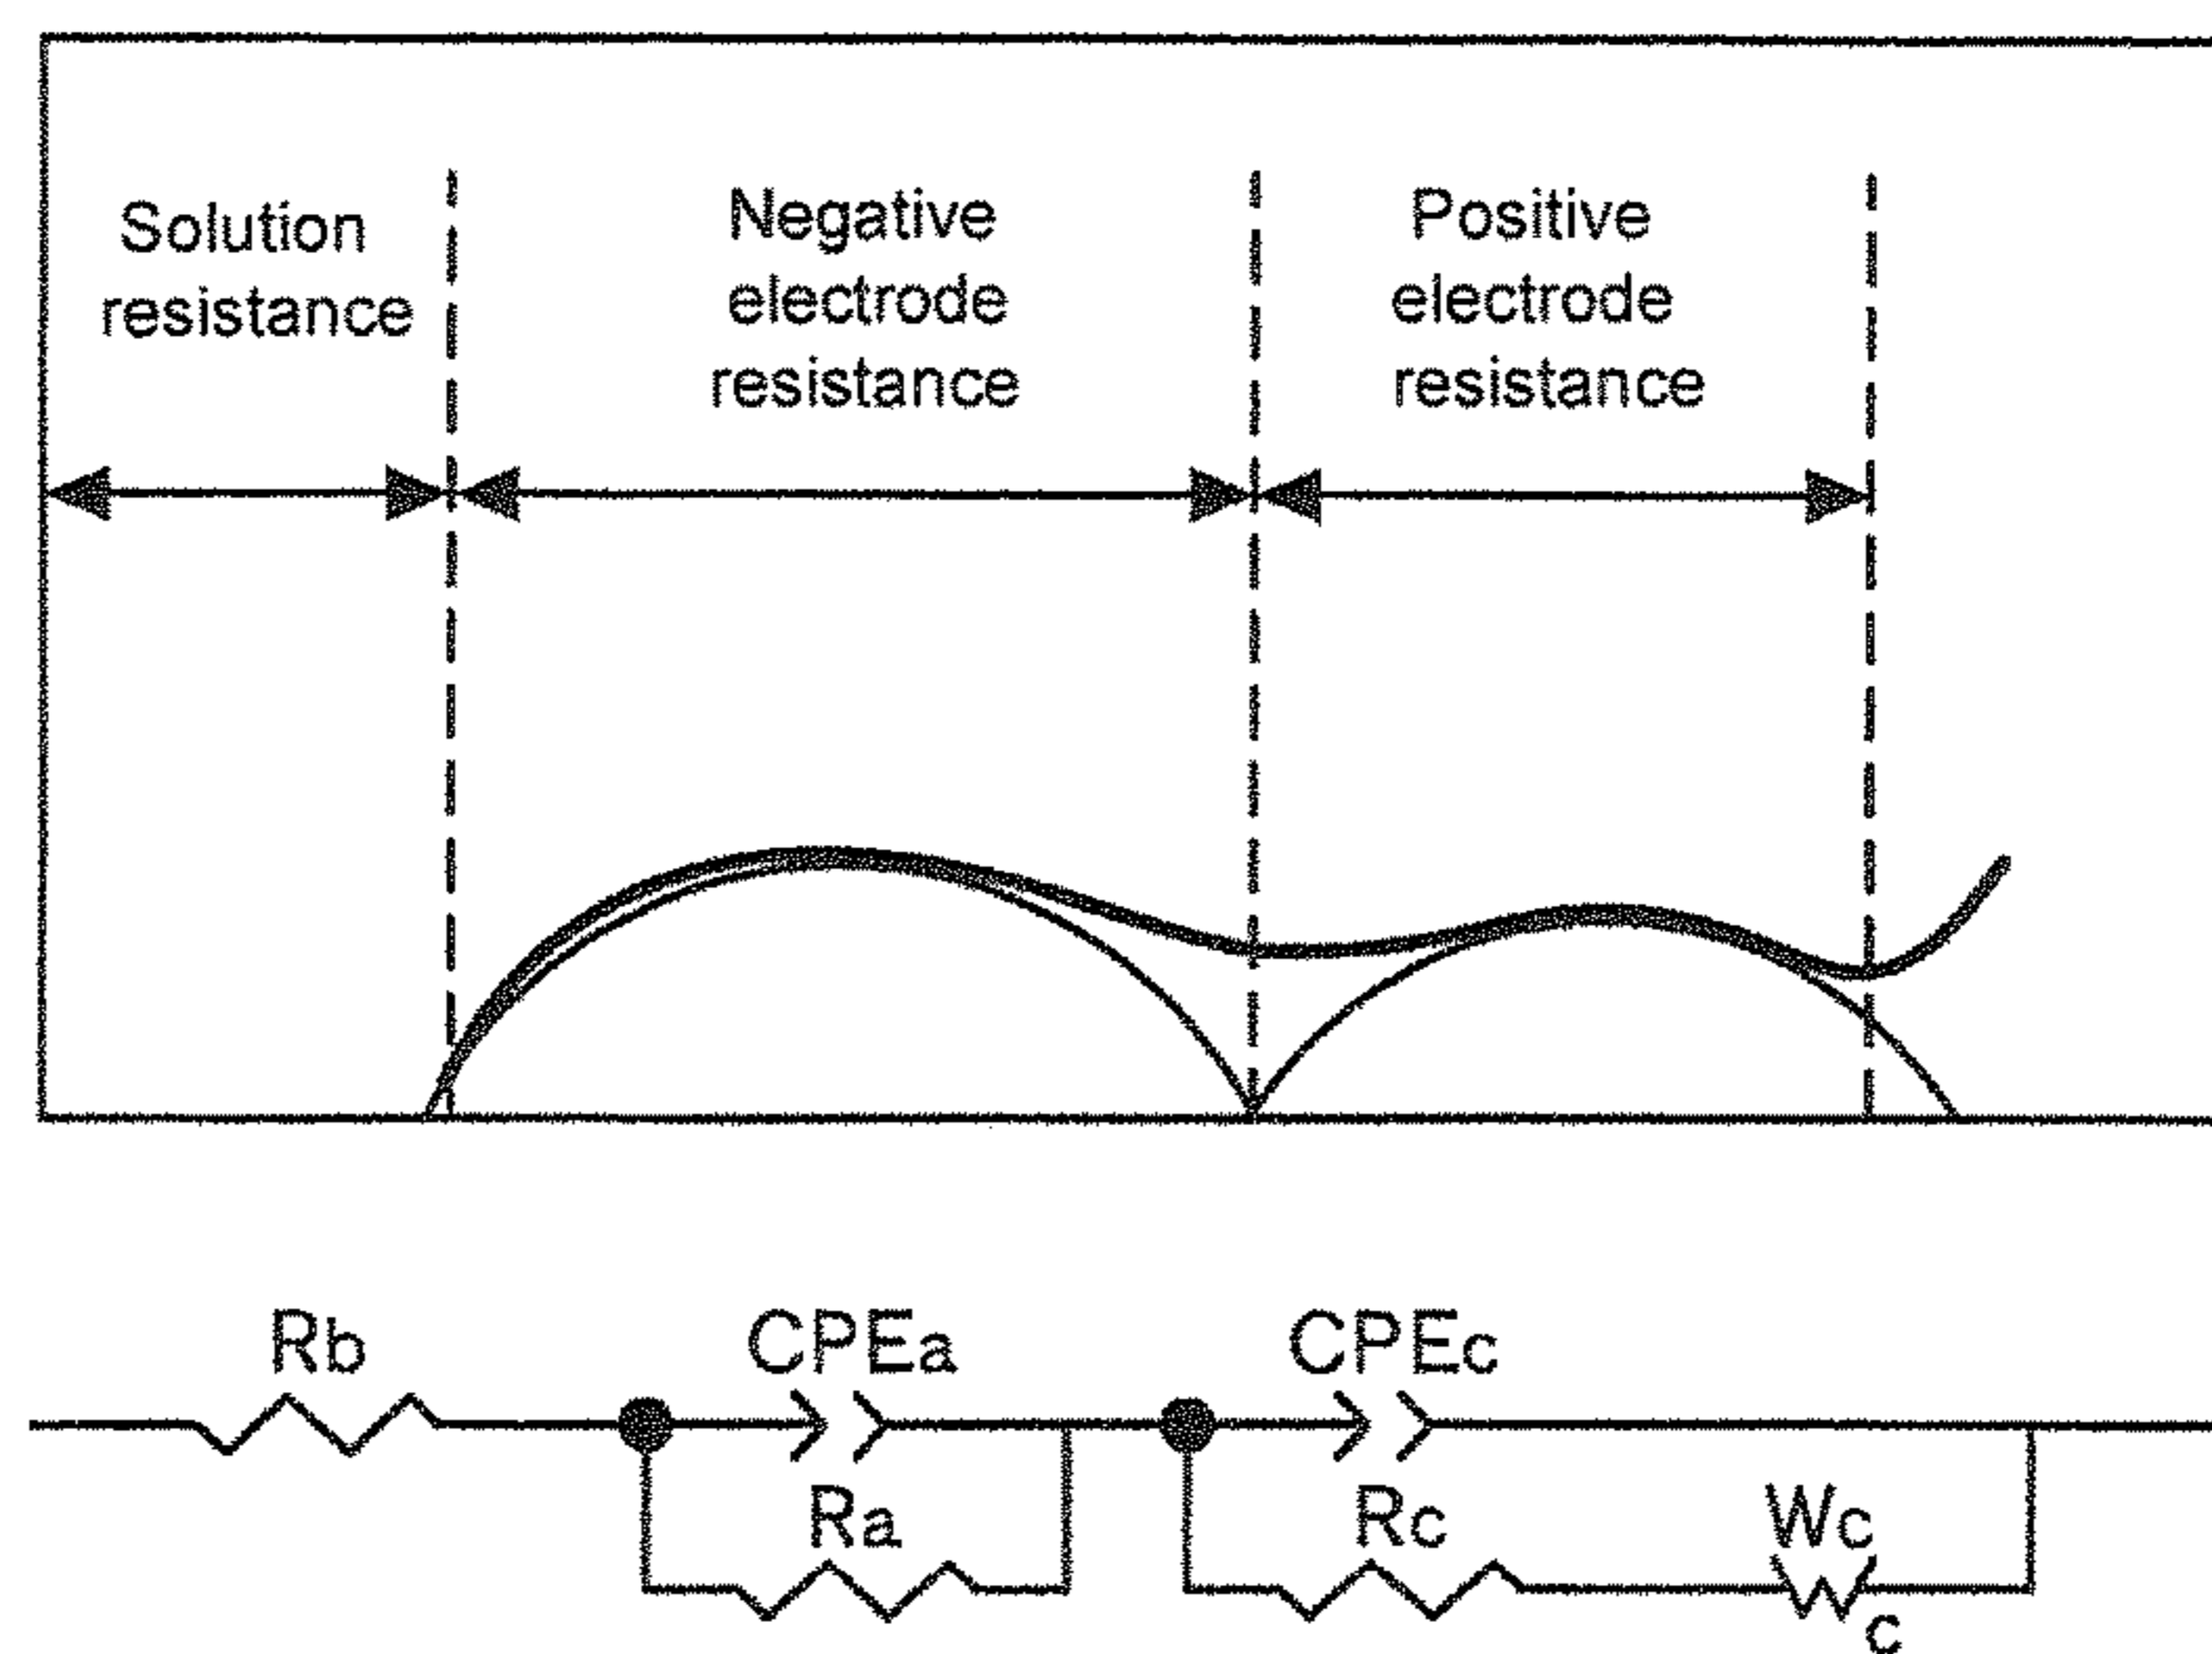 Solution
resistance
Negative
electrode
resistance
Positive
electrode
resistance
Rb
CPEa
CPEc
Ra
Rc
Wc
c